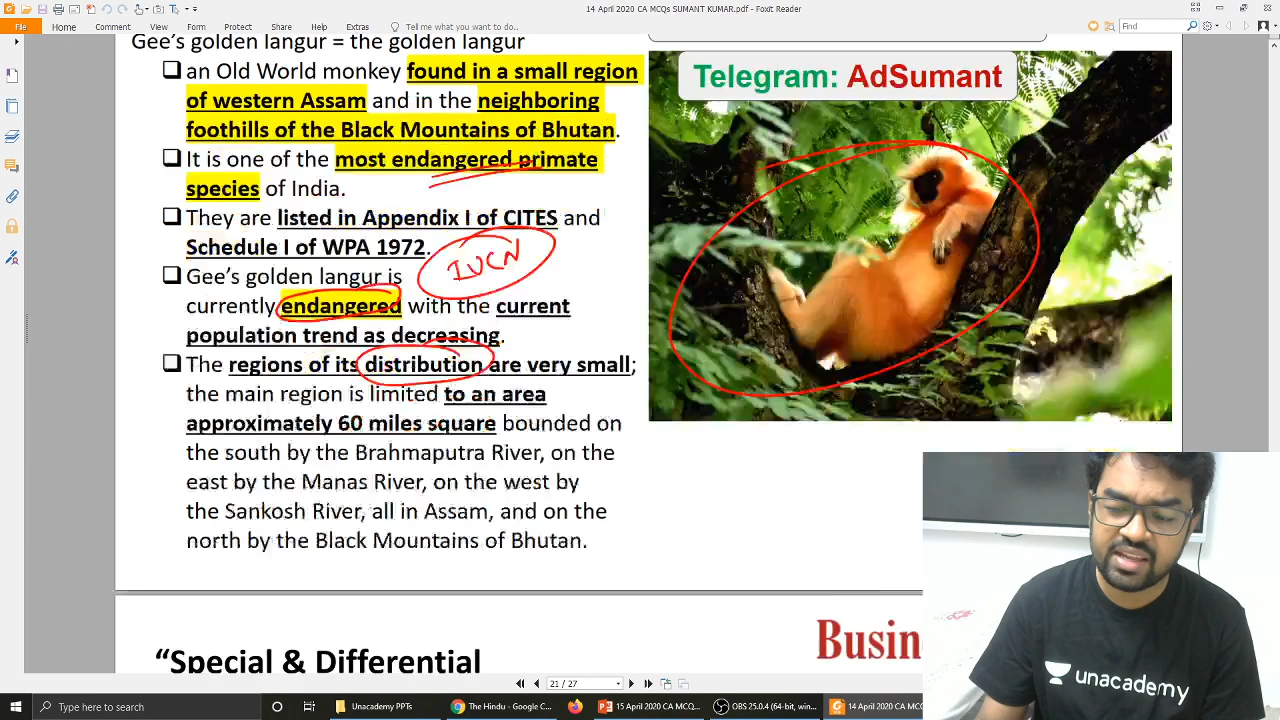 14 April 2020 CA MCQs SUMANT KUMAR.pdf - Foxit Reader
File Home Comment View Form Protect Share Help Extras Tell me what you want to do... Find
Gee's golden langur = the golden langur
an Old World monkey found in a small region
of western Assam and in the neighboring
foothills of the Black Mountains of Bhutan.
It is one of the most endangered primate
species of India.
They are listed in Appendix I of CITES and
Schedule I of WPA 1972.
IUCN
Gee's golden langur is
currently endangered with the current
population trend as decreasing.
The regions of its distribution are very small;
the main region is limited to an area
approximately 60 miles square bounded on
the south by the Brahmaputra River, on the
east by the Manas River, on the west by
the Sankosh River, all in Assam, and on the
north by the Black Mountains of Bhutan.
Telegram: AdSumant
unacademy
"Special & Differential
Busin
21 / 27
Type here to search
Unacademy PPTs
The Hindu - Google C...
15 April 2020 CA MC...
OBS 25.0.4 (64-bit, win...
14 April 2020 CA MC